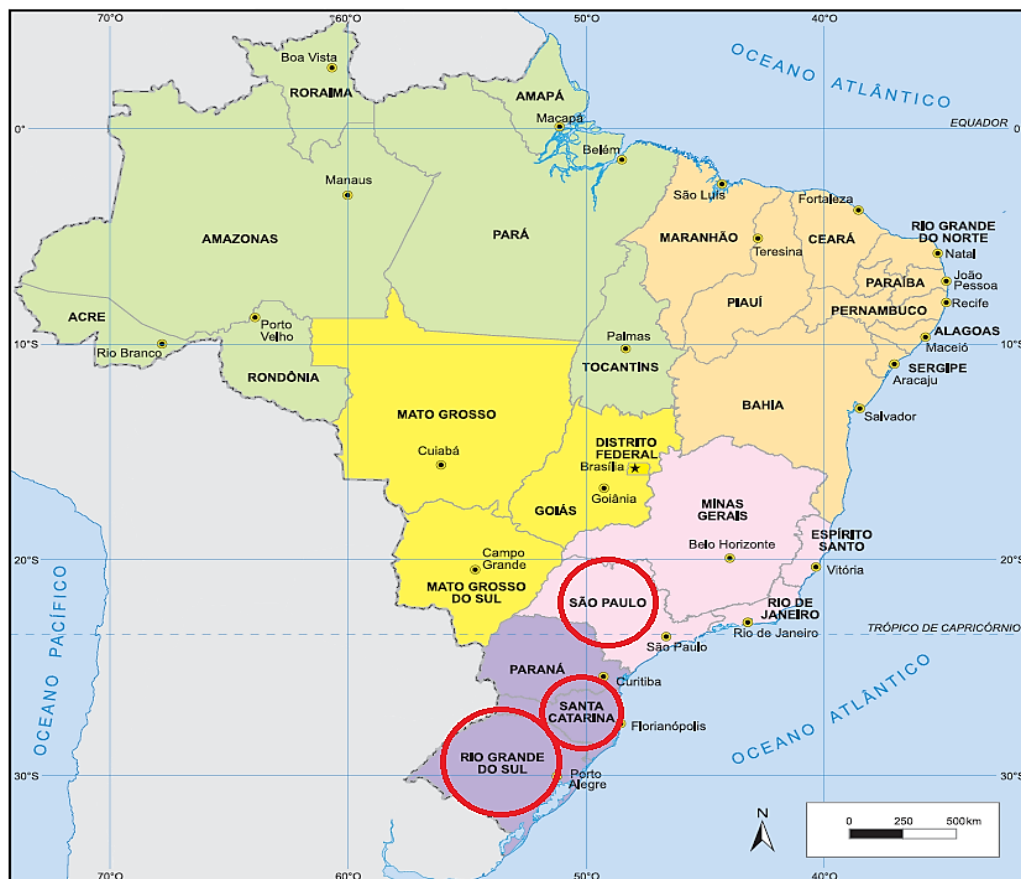 70°O
60°O
50°O
40°O
Boa Vista
RORAIMA
AMAPÁ
Macapá
OCEANO ATLÂNTICO
EQUADOR
0°
0°
Belém
Manaus
São Luís
Fortaleza
AMAZONAS
PARÁ
MARANHÃO
Teresina
CEARÁ
RIO GRANDE
DO NORTE
Natal
PARAÍBA
João
Pessoa
PIAUÍ
PERNAMBUCO
Recife
ACRE
Porto
Velho
Rio Branco
10°S
Palmas
ALAGOAS
Maceió
10°S
RONDÔNIA
TOCANTINS
SERGIPE
Aracaju
BAHIA
Salvador
MATO GROSSO
Cuiabá
DISTRITO
FEDERAL
Brasília
GOIÁS
Goiânia
MINAS
GERAIS
Belo Horizonte
ESPÍRITO
SANTO
Vitória
20°S
20°S
Campo
Grande
MATO GROSSO
DO SUL
SÃO PAULO
São Paulo
RIO DE
JANEIRO
Rio de Janeiro
TRÓPICO DE CAPRICÓRNIO
OCEANO PACÍFICO
PARANÁ
Curitiba
SANTA
CATARINA
Florianópolis
OCEANO ATLÂNTICO
RIO GRANDE
DO SUL
Porto
Alegre
30°S
30°S
N
0 250 500km
70°O
60°O
50°O
40°O